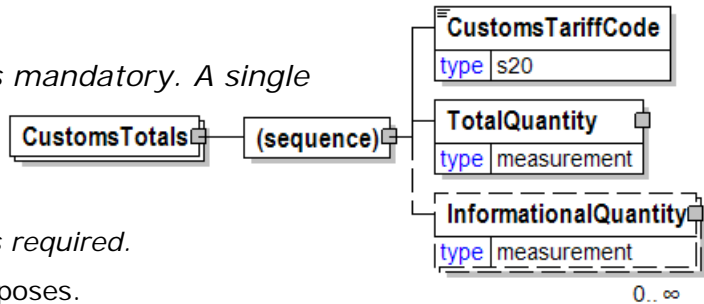 CustomsTariffCode
type s20
s mandatory. A single
CustomsTotals
(sequence)
TotalQuantity
type measurement
InformationalQuantity
type measurement
0.. ∞
s required.
poses.